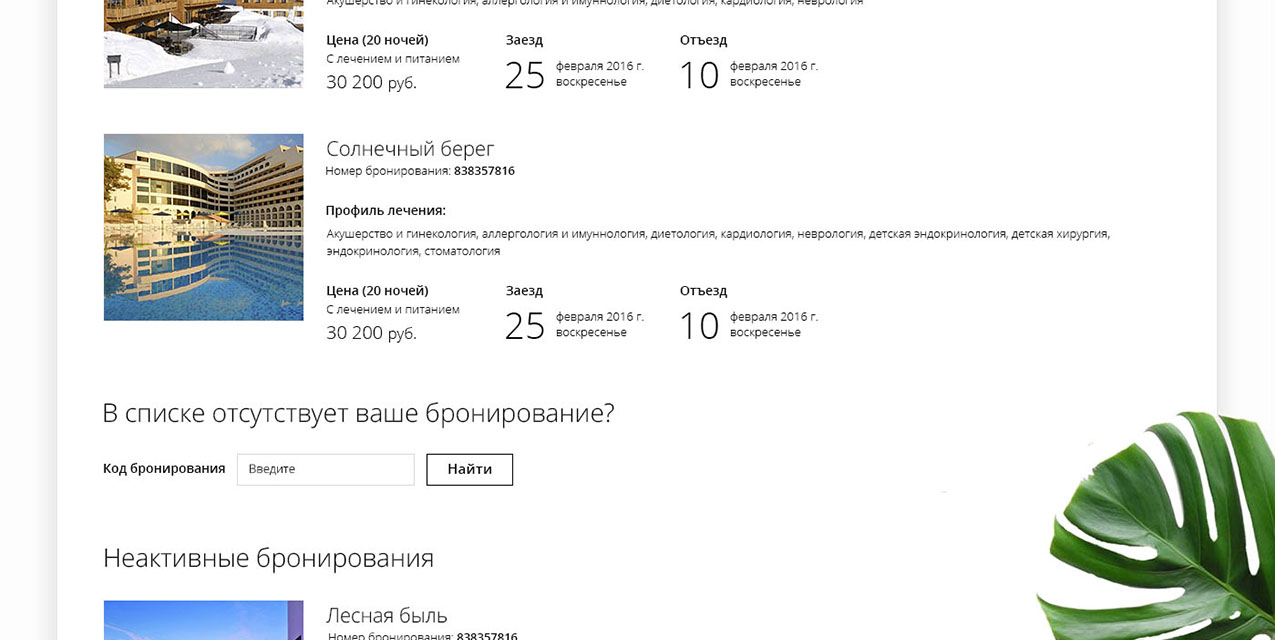 Акушерство и гинекология, аллергология и имуннология, диетология, кардиология, неврология
Цена (20 ночей)
С лечением и питанием
30 200 руб.
Заезд
25 февраля 2016 г.
воскресенье
Отъезд
10 февраля 2016 г.
воскресенье
Солнечный берег
Номер бронирования: 838357816
Профиль лечения:
Акушерство и гинекология, аллергология и имуннология, диетология, кардиология, неврология, детская эндокринология, детская хирургия,
эндокринология, стоматология
Цена (20 ночей)
С лечением и питанием
30 200 руб.
Заезд
25 февраля 2016 г.
воскресенье
Отъезд
10 февраля 2016 г.
воскресенье
В списке отсутствует ваше бронирование?
Код бронирования
Введите
Найти
Неактивные бронирования
Лесная быль
Номер бронирования: 838357816